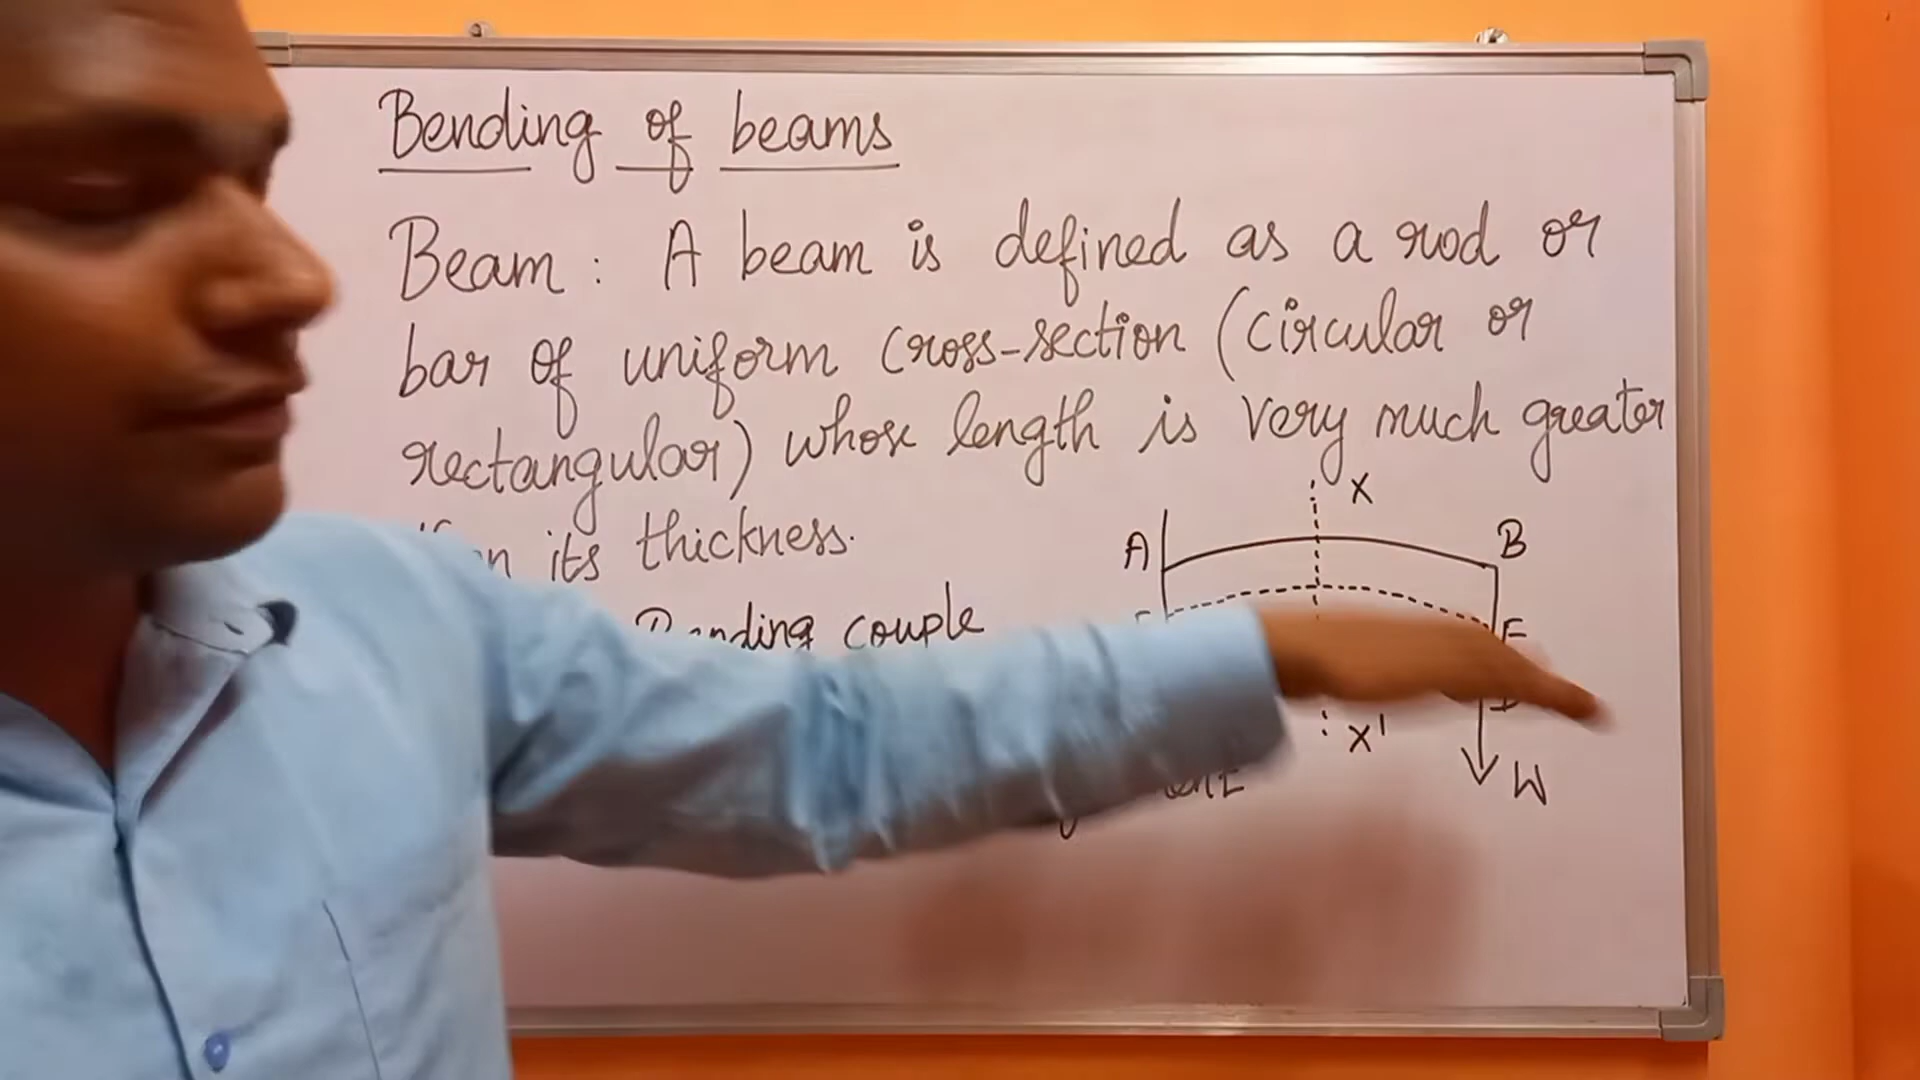 Bending of beams
Beam : A beam is defined as a rod or
bar of uniform cross-section (circular or
rectangular) whose length is very much greater
its thickness.
X
A
B
Bending couple
X'
W